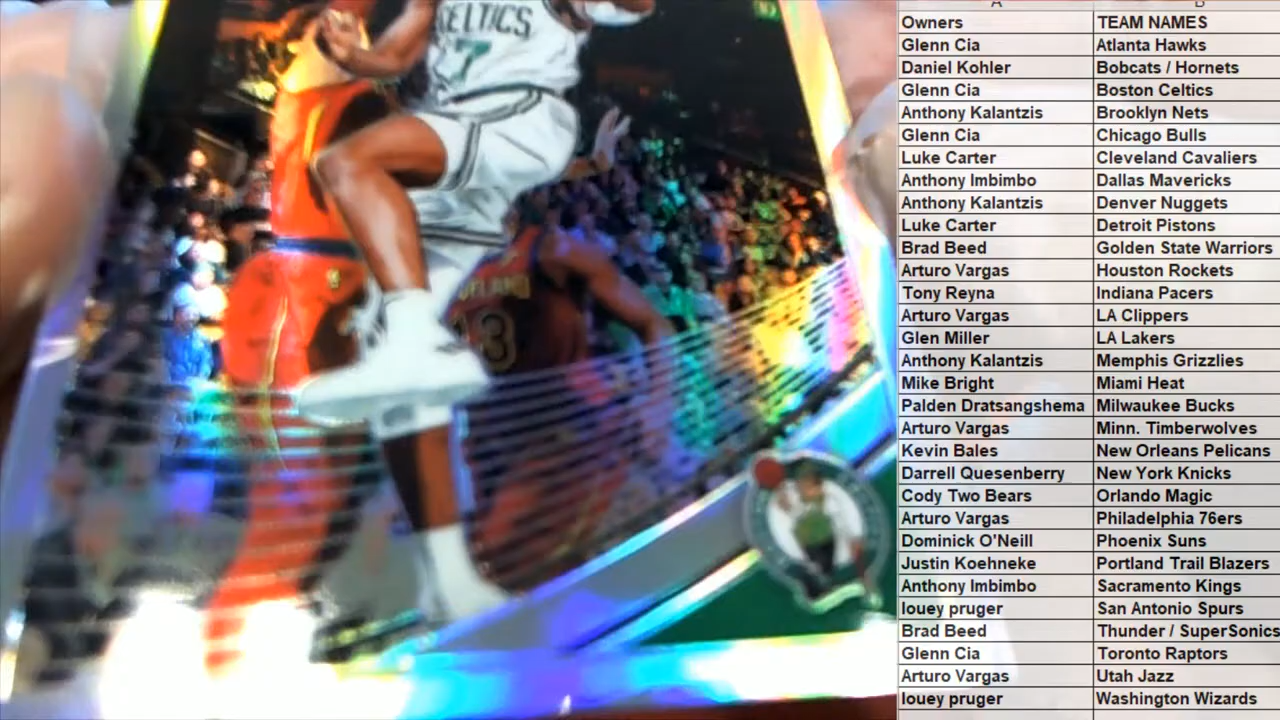 CELTICS
7
13
A
Owners TEAM NAMES
Glenn Cia Atlanta Hawks
Daniel Kohler Bobcats / Hornets
Glenn Cia Boston Celtics
Anthony Kalantzis Brooklyn Nets
Glenn Cia Chicago Bulls
Luke Carter Cleveland Cavaliers
Anthony Imbimbo Dallas Mavericks
Anthony Kalantzis Denver Nuggets
Luke Carter Detroit Pistons
Brad Beed Golden State Warriors
Arturo Vargas Houston Rockets
Tony Reyna Indiana Pacers
Arturo Vargas LA Clippers
Glen Miller LA Lakers
Anthony Kalantzis Memphis Grizzlies
Mike Bright Miami Heat
Palden Dratsangshema Milwaukee Bucks
Arturo Vargas Minn. Timberwolves
Kevin Bales New Orleans Pelicans
Darrell Quesenberry New York Knicks
Cody Two Bears Orlando Magic
Arturo Vargas Philadelphia 76ers
Dominick O'Neill Phoenix Suns
Justin Koehneke Portland Trail Blazers
Anthony Imbimbo Sacramento Kings
louey pruger San Antonio Spurs
Brad Beed Thunder / SuperSonics
Glenn Cia Toronto Raptors
Arturo Vargas Utah Jazz
louey pruger Washington Wizards